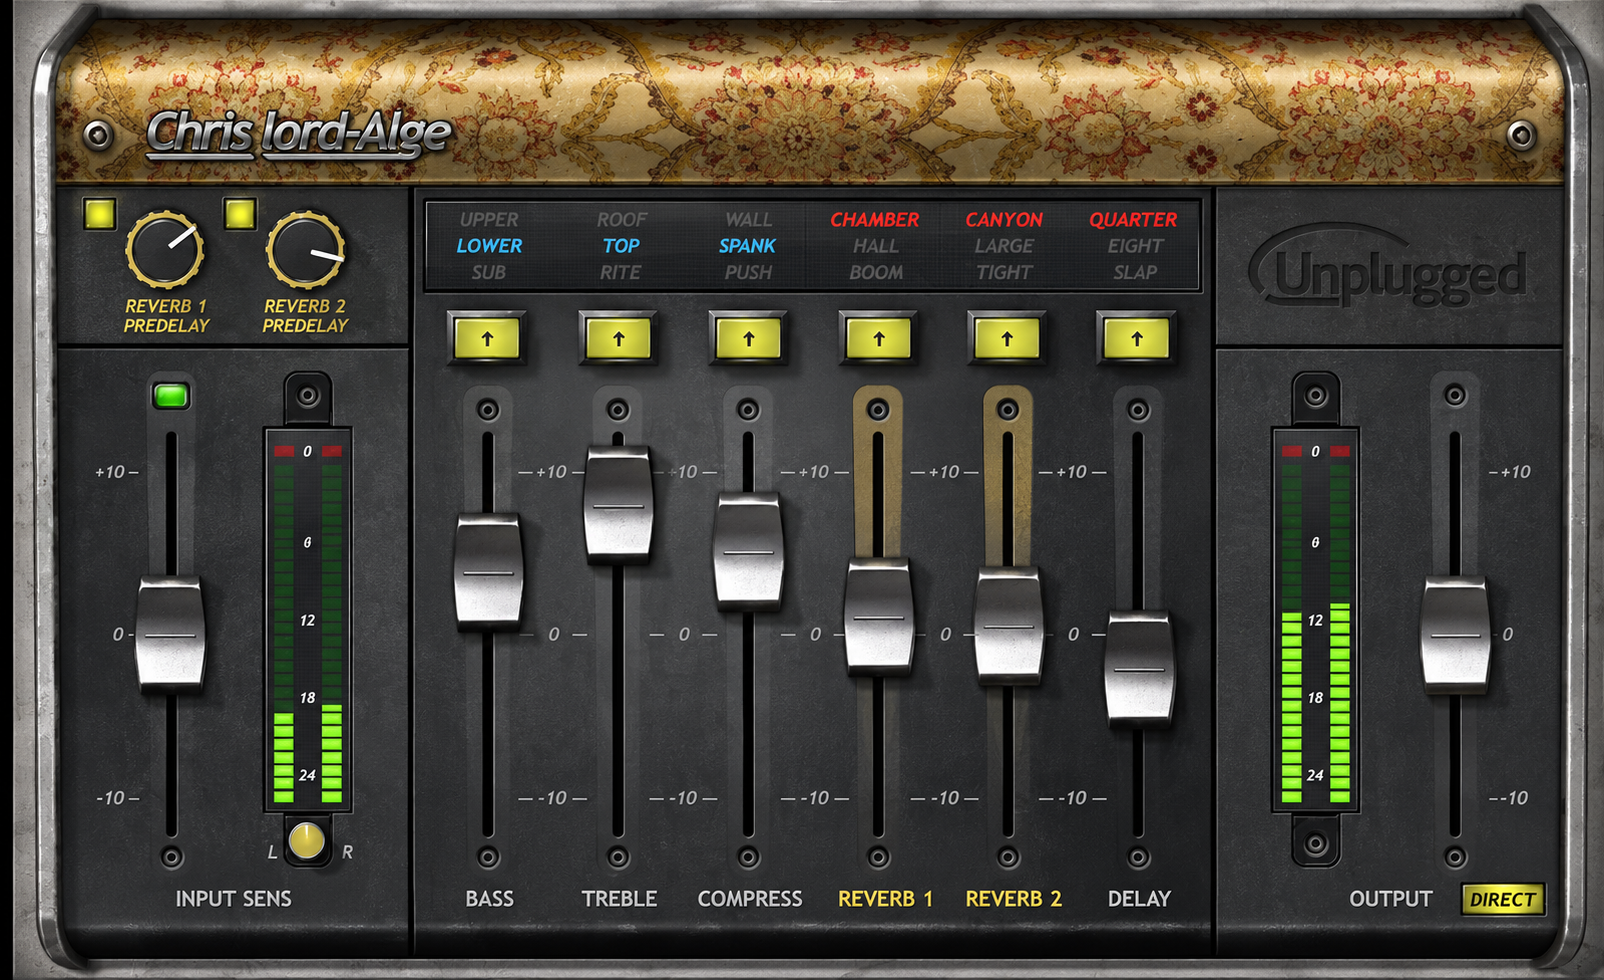 Chris lord-Alge
UPPER ROOF WALL CHAMBER CANYON QUARTER
LOWER TOP SPANK HALL LARGE EIGHT
SUB RITE PUSH BOOM TIGHT SLAP
Unplugged
REVERB 1 REVERB 2
PREDELAY PREDELAY
0 0
+10 +10 -10 +10 +10 +10 +10
6 6
12 12
0 0 0 0 0 0 0
18 18
24 24
-10 -10 -10 -10 -10 -10 -10
L R
INPUT SENS BASS TREBLE COMPRESS REVERB 1 REVERB 2 DELAY OUTPUT DIRECT